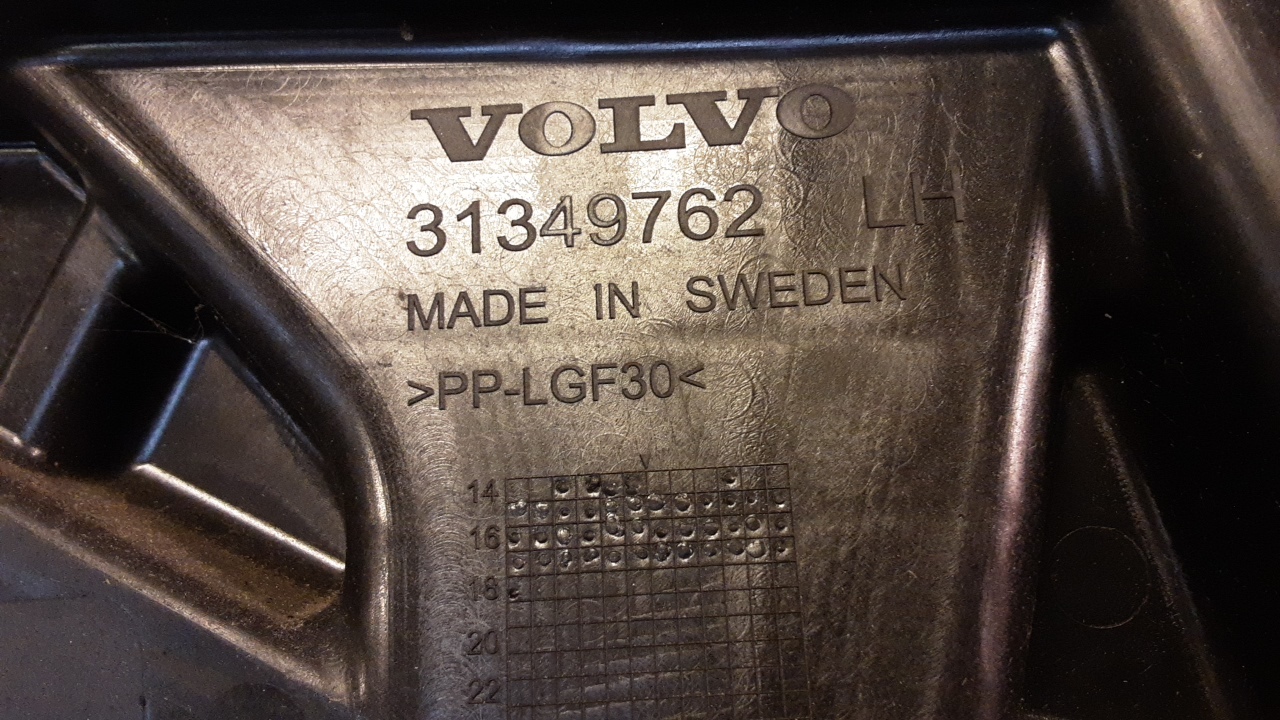 VOLVO
31349762 LH
MADE IN SWEDEN
>PP-LGF30<
14
16
18
20
22